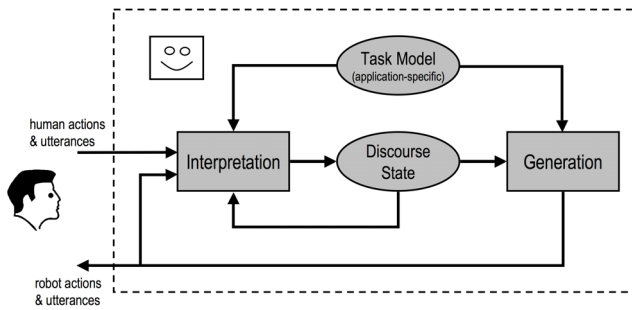 Task Model
(application-specific)
human actions
& utterances
Interpretation
Discourse
State
Generation
robot actions
& utterances